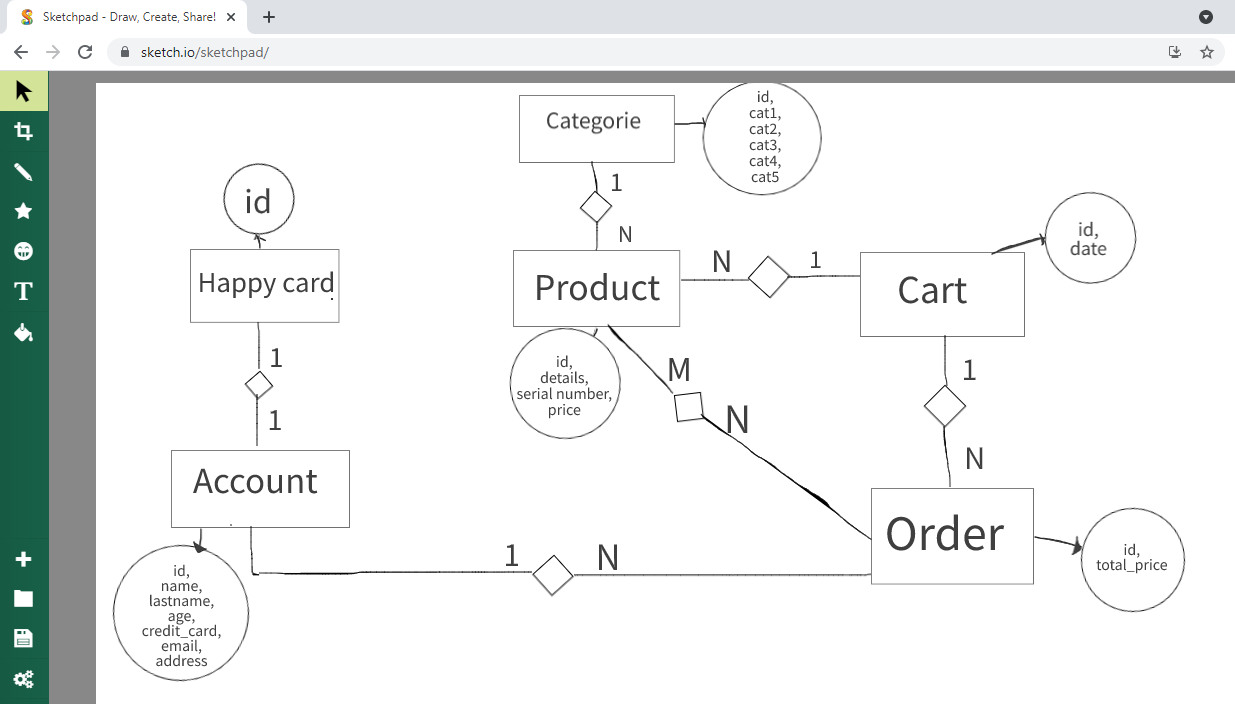 Sketchpad - Draw, Create, Share!
sketch.io/sketchpad/
T
Categorie
id,
cat1,
cat2,
cat3,
cat4,
cat5
1
N
id
Happy card
1
1
Product
N
1
Cart
id,
date
id,
details,
serial number,
price
M
N
1
N
Account
Order
id,
total_price
1
N
id,
name,
lastname,
age,
credit_card,
email,
address